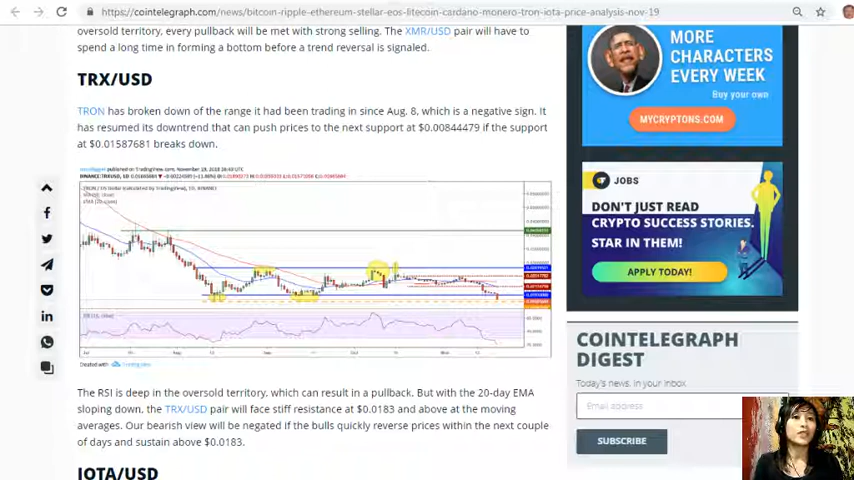 https://cointelegraph.com/news/bitcoin-ripple-ethereum-stellar-eos-litecoin-cardano-monero-tron-iota-price-analysis-nov-19
oversold territory, every pullback will be met with strong selling. The XMR/USD pair will have to
spend a long time in forming a bottom before a trend reversal is signaled.
TRX/USD
TRON has broken down of the range it had been trading in since Aug. 8, which is a negative sign. It
has resumed its downtrend that can push prices to the next support at $0.00844479 if the support
at $0.01587681 breaks down.
Created with TradingView
The RSI is deep in the oversold territory, which can result in a pullback. But with the 20-day EMA
sloping down, the TRX/USD pair will face stiff resistance at $0.0183 and above at the moving
averages. Our bearish view will be negated if the bulls quickly reverse prices within the next couple
of days and sustain above $0.0183.
IOTA/USD
MORE
CHARACTERS
EVERY WEEK
Buy your own
MYCRYPTONS.COM
JOBS
DON'T JUST READ
CRYPTO SUCCESS STORIES.
STAR IN THEM!
APPLY TODAY!
COINTELEGRAPH
DIGEST
Today's news. in your inbox.
Email address
SUBSCRIBE